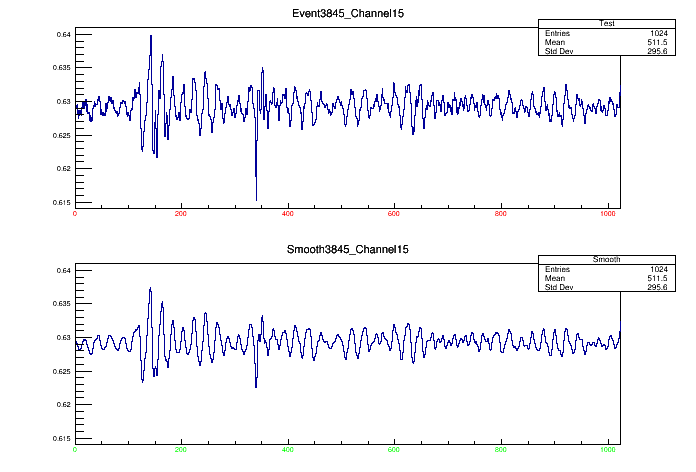 Event3845_Channel15
Test
Entries 1024
Mean 511.5
Std Dev 295.6
0.64
0.635
0.63
0.625
0.62
0.615
0 200 400 600 800 1000
Smooth3845_Channel15
Smooth
Entries 1024
Mean 511.5
Std Dev 295.6
0.64
0.635
0.63
0.625
0.62
0.615
0 200 400 600 800 1000